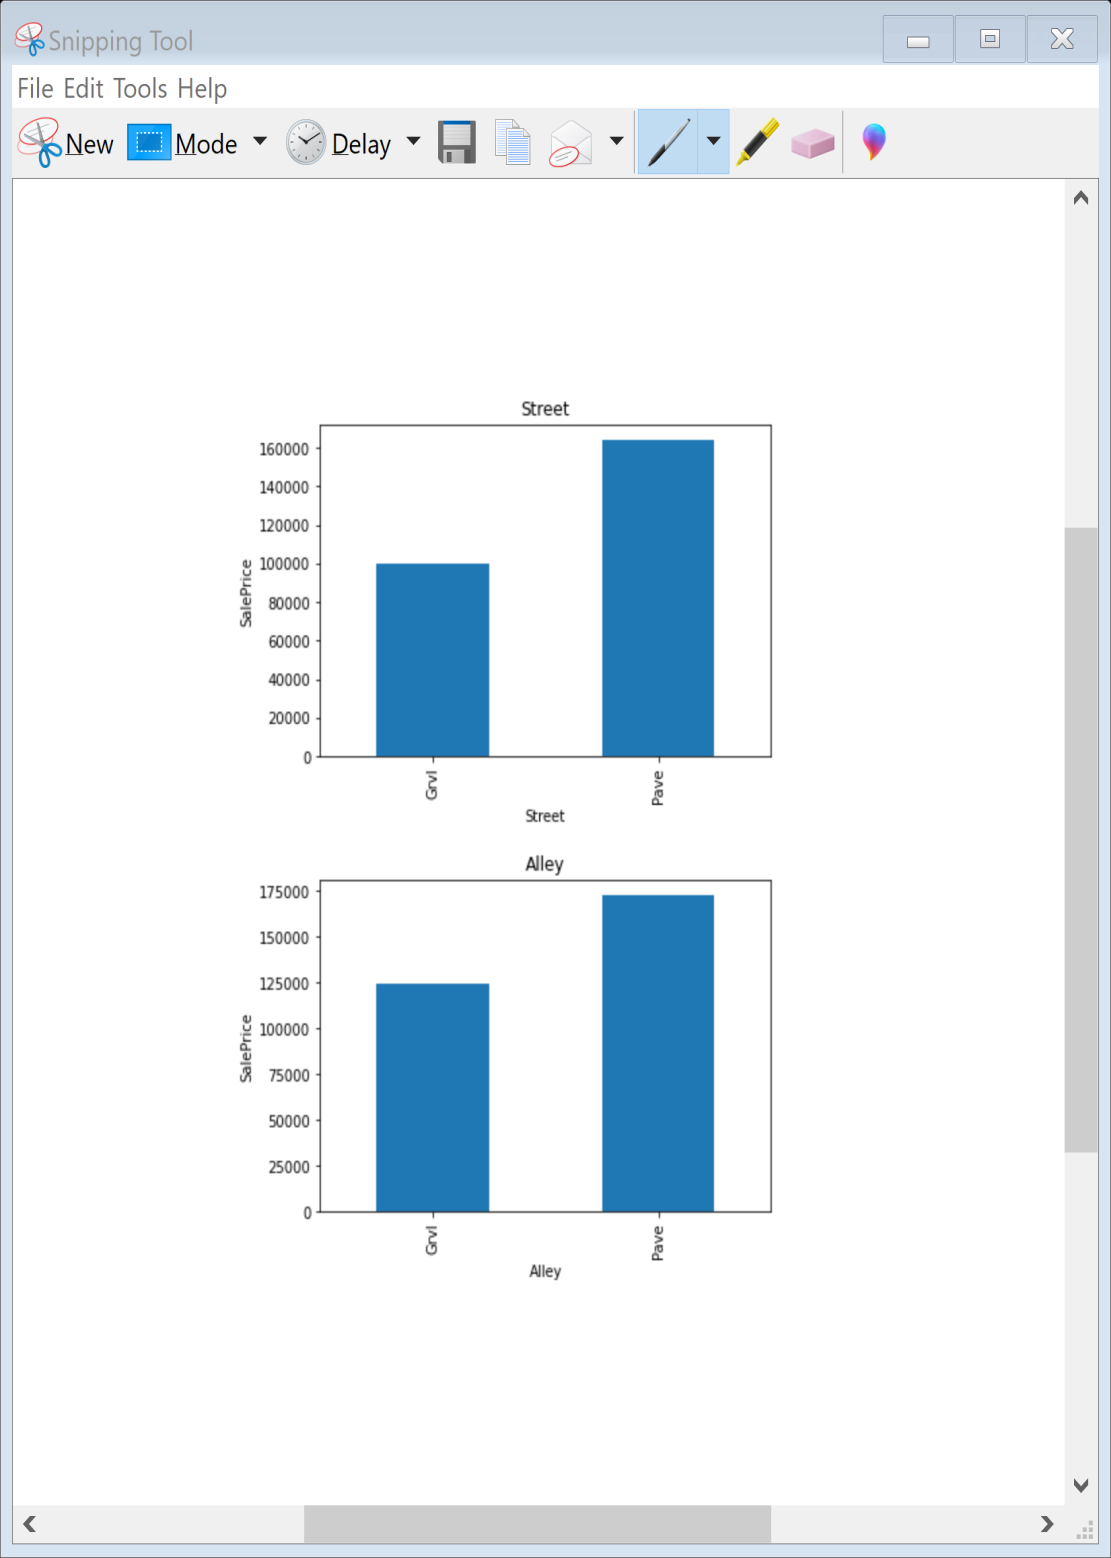 Snipping Tool
File Edit Tools Help
New Mode Delay
Street
160000
140000
120000
100000
80000
60000
40000
20000
0
SalePrice
Grvl Pave
Street
Alley
175000
150000
125000
100000
75000
50000
25000
0
SalePrice
Grvl Pave
Alley